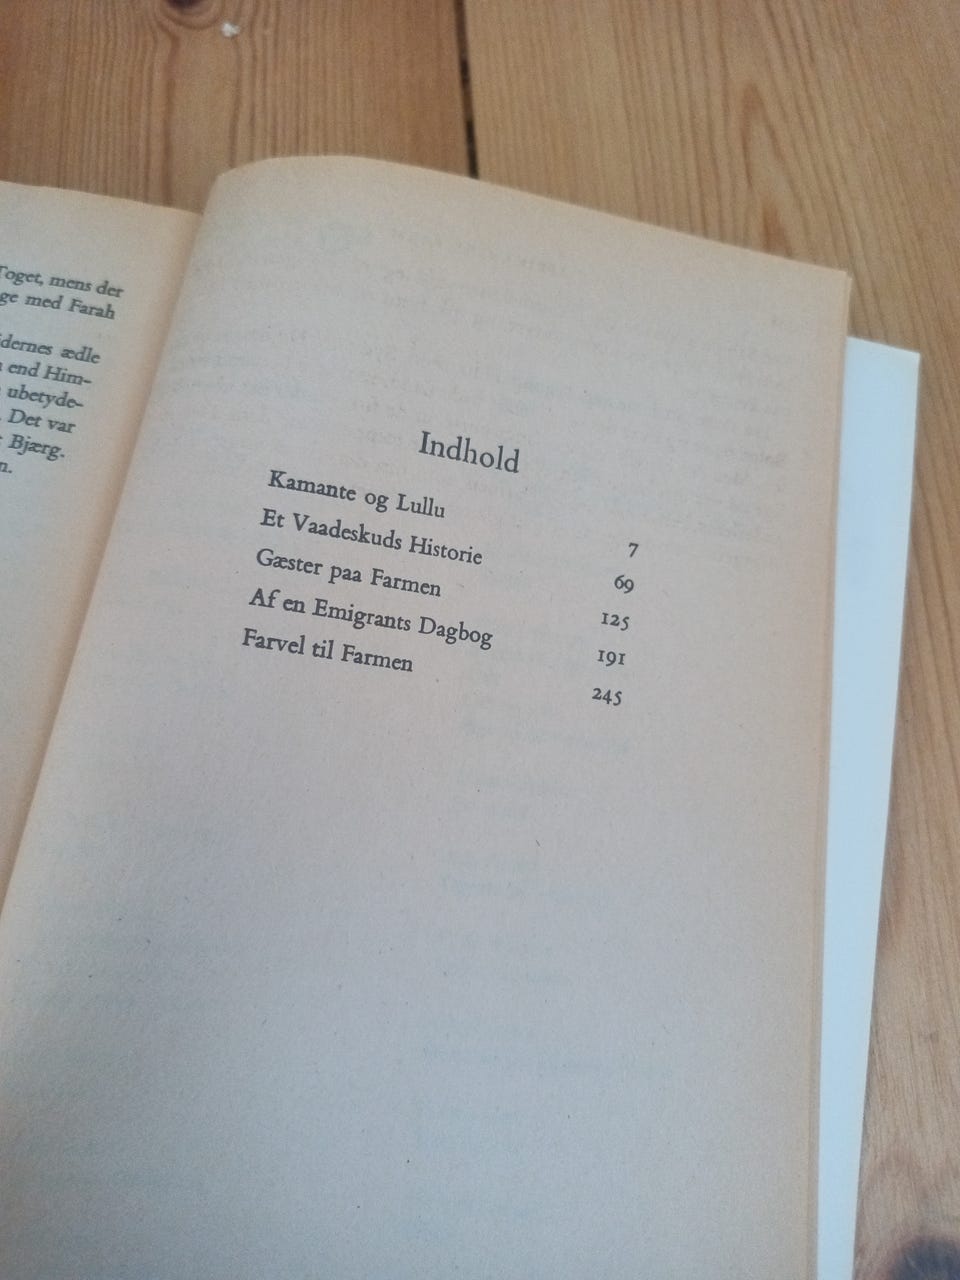 Toget, mens der
ge med Farah
dernes ædle
end Him-
ubetyde-
Det var
Bjærg.
n.
Indhold
Kamante og Lullu 7
Et Vaadeskuds Historie 69
Gæster paa Farmen 125
Af en Emigrants Dagbog 191
Farvel til Farmen 245